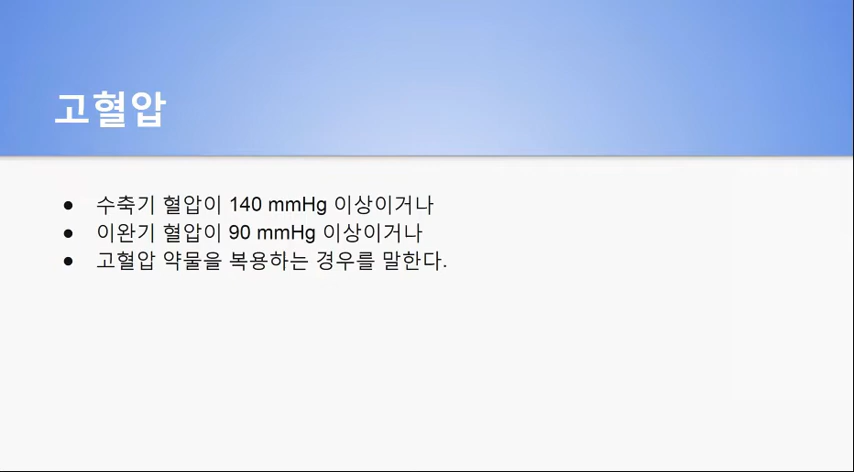 고혈압
● 수축기 혈압이 140 mmHg 이상이거나
● 이완기 혈압이 90 mmHg 이상이거나
● 고혈압 약물을 복용하는 경우를 말한다.